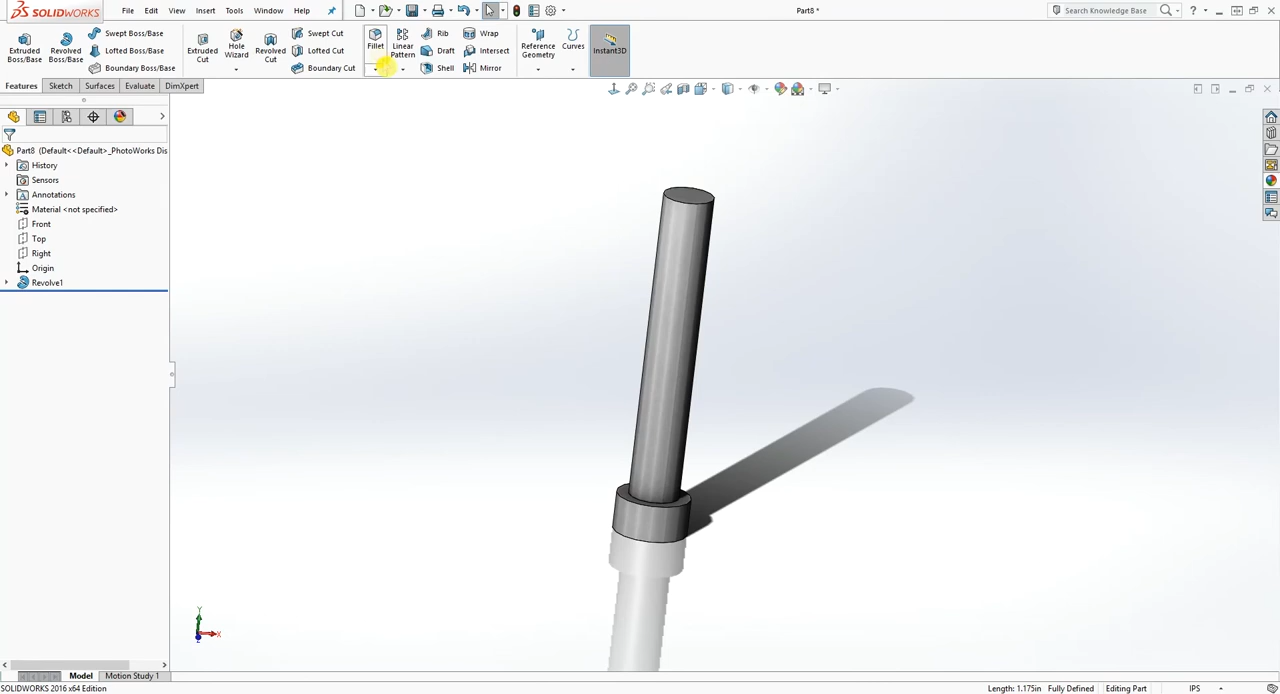 SOLIDWORKS File Edit View Insert Tools Window Help Part8 * Search Knowledge Base ?
Extruded Boss/Base
Revolved Boss/Base
Swept Boss/Base
Lofted Boss/Base
Boundary Boss/Base
Extruded Cut
Hole Wizard
Revolved Cut
Swept Cut
Lofted Cut
Boundary Cut
Fillet
Linear Pattern
Rib
Draft
Shell
Wrap
Intersect
Mirror
Reference Geometry
Curves
Instant3D
Features Sketch Surfaces Evaluate DimXpert
Part8 (Default<<Default>_PhotoWorks Dis
History
Sensors
Annotations
Material <not specified>
Front
Top
Right
Origin
Revolve1
Y
X
Z
Model Motion Study 1
SOLIDWORKS 2016 x64 Edition Length: 1.175in Fully Defined Editing Part IPS